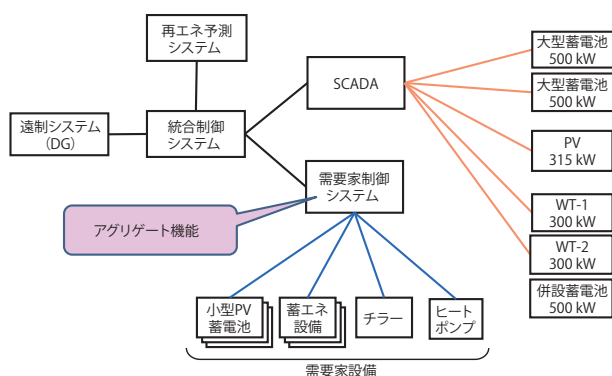 再エネ予測
システム
SCADA
遠制システム
(DG)
統合制御
システム
需要家制御
システム
アグリゲート機能
大型蓄電池
500 kW
大型蓄電池
500 kW
PV
315 kW
WT-1
300 kW
WT-2
300 kW
併設蓄電池
500 kW
小型PV
蓄電池
蓄エネ
設備
チラー
ヒート
ポンプ
需要家設備